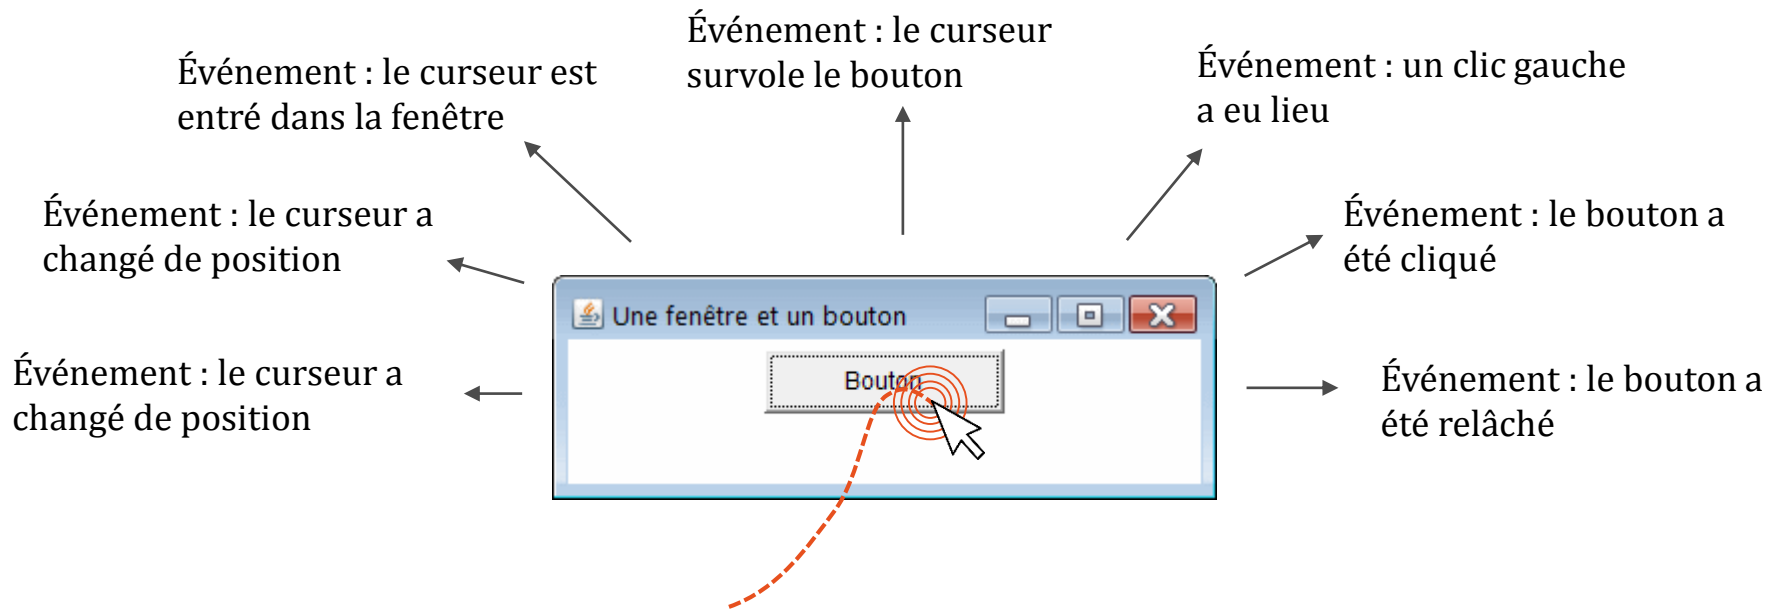 Événement : le curseur
survole le bouton
Événement : le curseur est
entré dans la fenêtre
Événement : un clic gauche
a eu lieu
Événement : le curseur a
changé de position
Événement : le bouton a
été cliqué
Une fenêtre et un bouton
Bouton
Événement : le curseur a
changé de position
Événement : le bouton a
été relâché